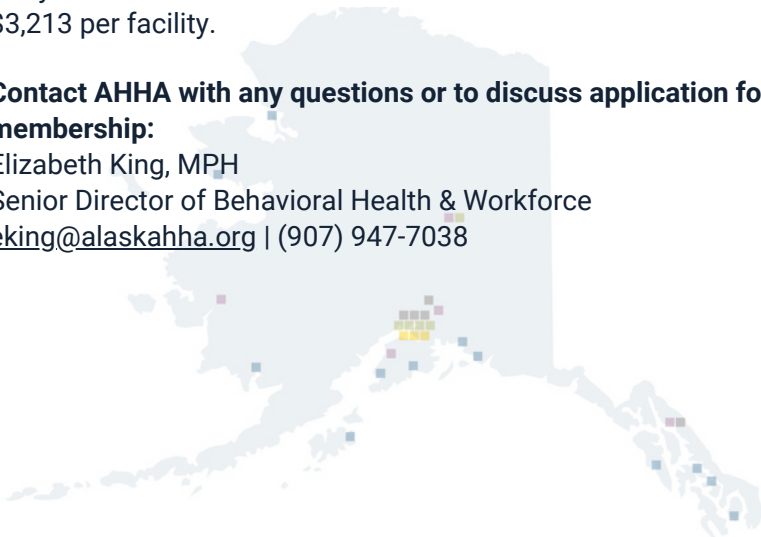 $3,213 per facility.
Contact AHHA with any questions or to discuss application fo
membership:
Elizabeth King, MPH
Senior Director of Behavioral Health & Workforce
eking@alaskahha.org | (907) 947-7038